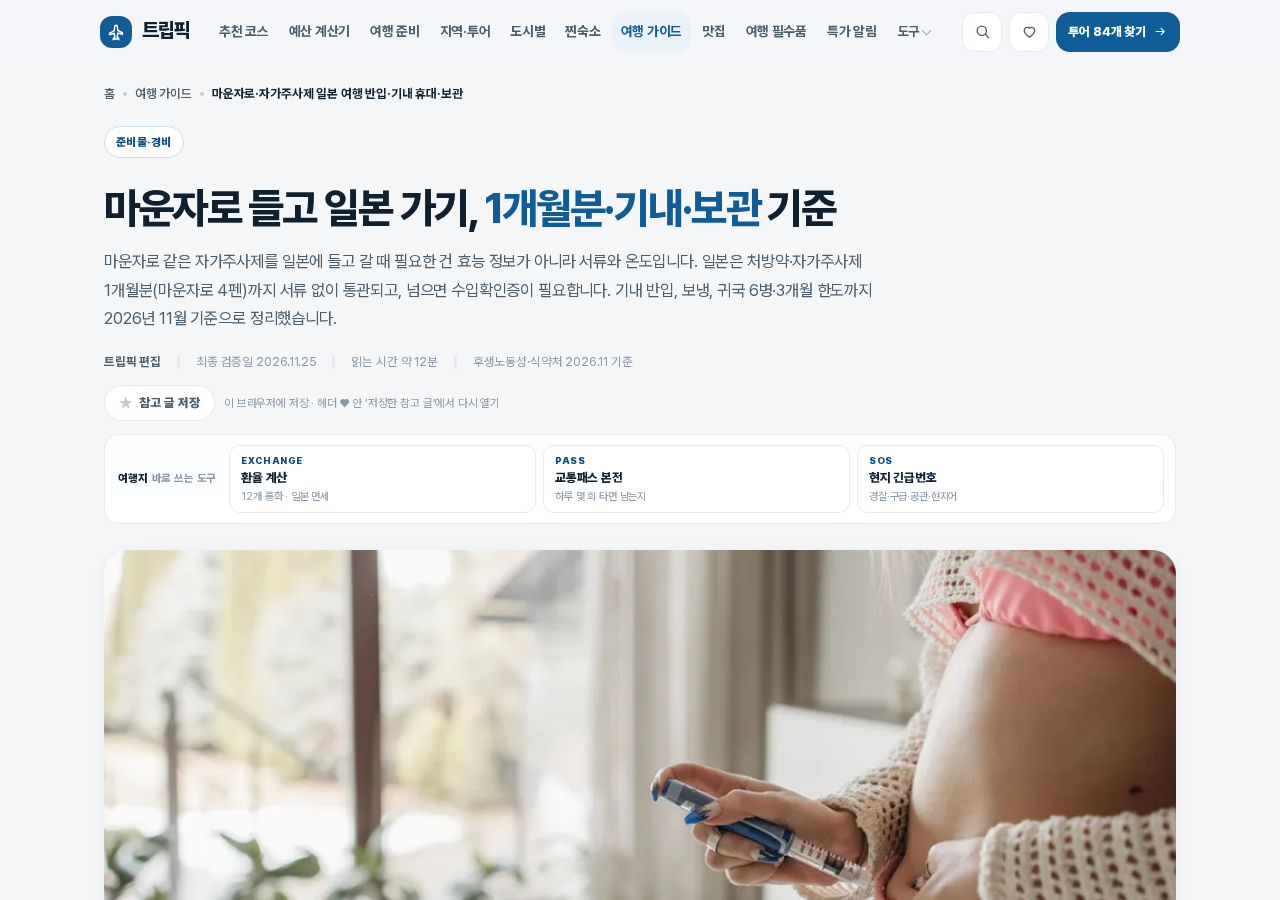 트립픽
추천 코스
예산 계산기
여행 준비
지역·투어
도시별
찐숙소
여행 가이드
맛집
여행 필수품
특가 알림
도구
투어 84개 찾기 →
홈 • 여행 가이드 • 마운자로·자가주사제 일본 여행 반입·기내 휴대·보관
준비물·경비
마운자로 들고 일본 가기, 1개월분·기내·보관 기준
마운자로 같은 자가주사제를 일본에 들고 갈 때 필요한 건 효능 정보가 아니라 서류와 온도입니다. 일본은 처방약·자가주사제
1개월분(마운자로 4펜)까지 서류 없이 통관되고, 넘으면 수입확인증이 필요합니다. 기내 반입, 보냉, 귀국 6병·3개월 한도까지
2026년 11월 기준으로 정리했습니다.
트립픽 편집
최종 검증일 2026.11.25
읽는 시간 약 12분
후생노동성·식약처 2026.11 기준
★ 참고 글 저장
이 브라우저에 저장 · 헤더 ♥ 안 '저장한 참고 글'에서 다시 열기
여행지 바로 쓰는 도구
EXCHANGE
환율 계산
12개 통화 · 일본 면세
PASS
교통패스 본전
하루 몇 회 타면 남는지
SOS
현지 긴급번호
경찰·구급·공관·현지어